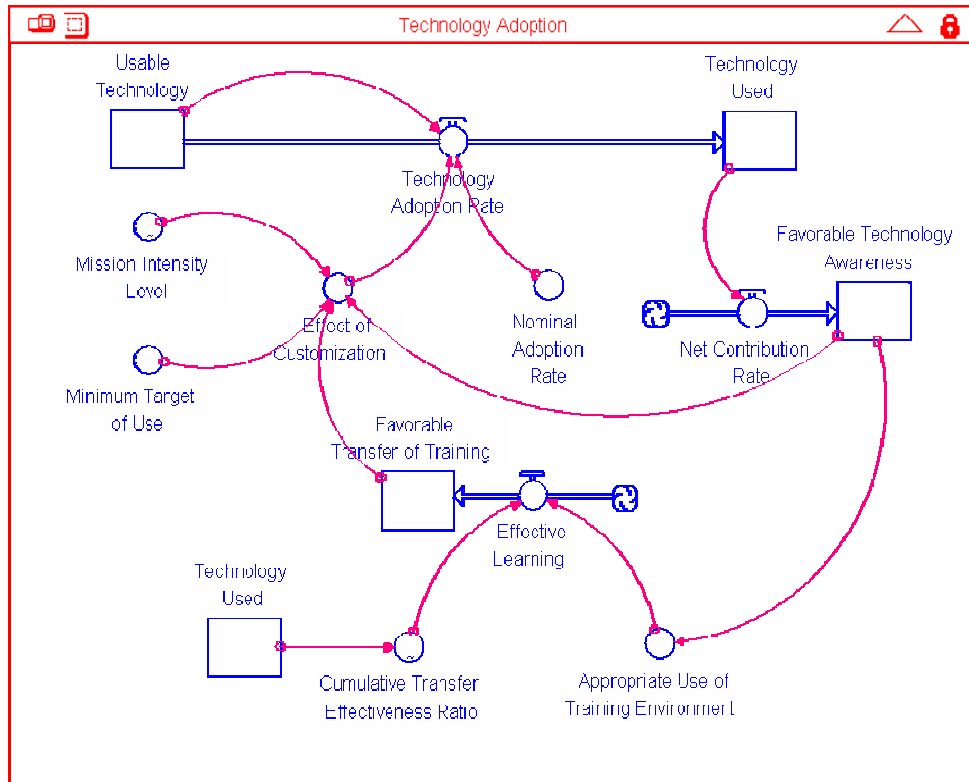 Technology Adoption
Usable
Technology
Technology
Used
Technology
Adoption Rate
Mission Intensity
Level
Favorable Technology
Awareness
Effect of
Customization
Nominal
Adoption
Rate
Net Contribution
Rate
Minimum Target
of Use
Favorable
Transfer of Training
Effective
Learning
Technology
Used
Cumulative Transfer
Effectiveness Ratio
Appropriate Use of
Training Environment